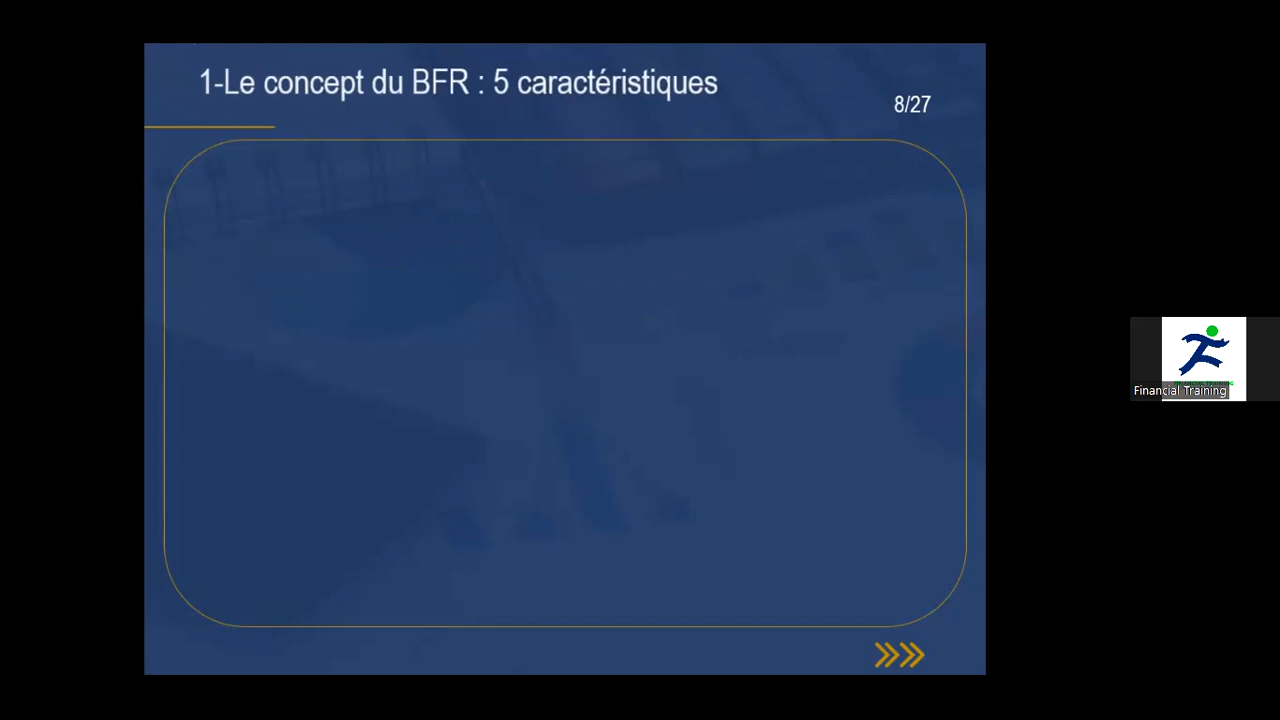 1-Le concept du BFR : 5 caractéristiques
8/27
Financial Training